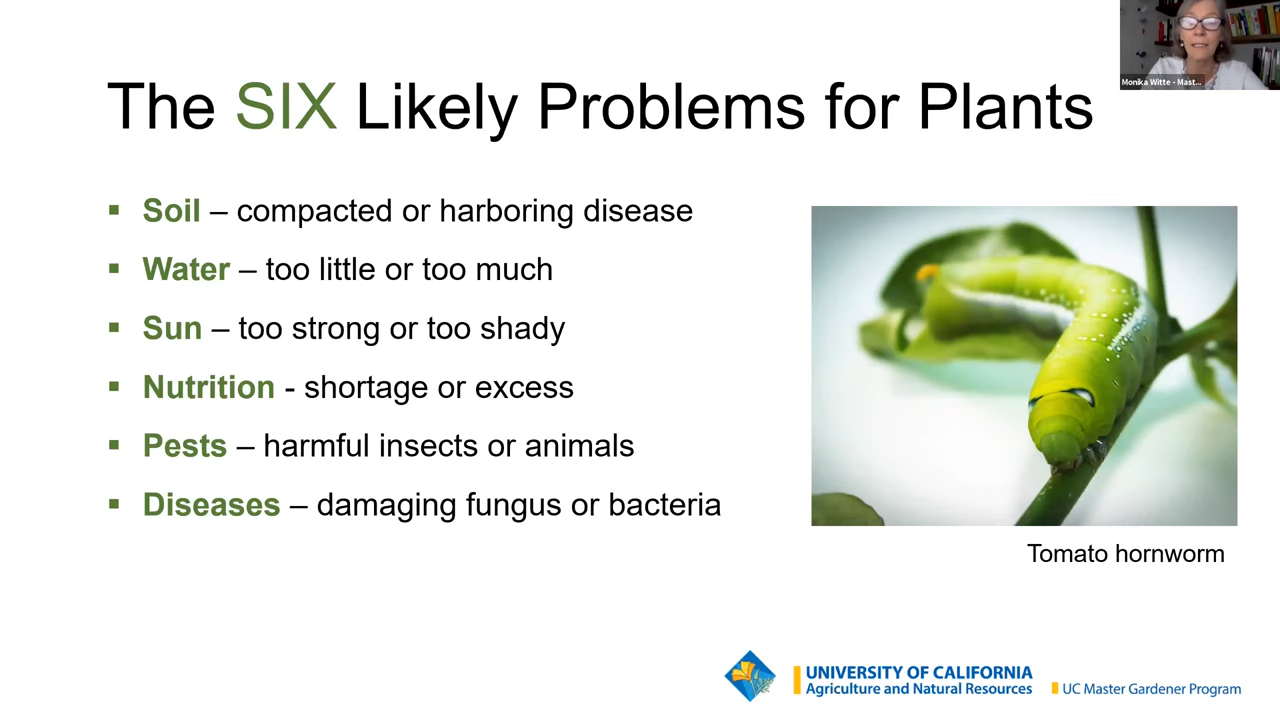 Monika Witte - Mast...
The SIX Likely Problems for Plants
▪ Soil – compacted or harboring disease
▪ Water – too little or too much
▪ Sun – too strong or too shady
▪ Nutrition - shortage or excess
▪ Pests – harmful insects or animals
▪ Diseases – damaging fungus or bacteria
Tomato hornworm
UNIVERSITY OF CALIFORNIA
Agriculture and Natural Resources
UC Master Gardener Program